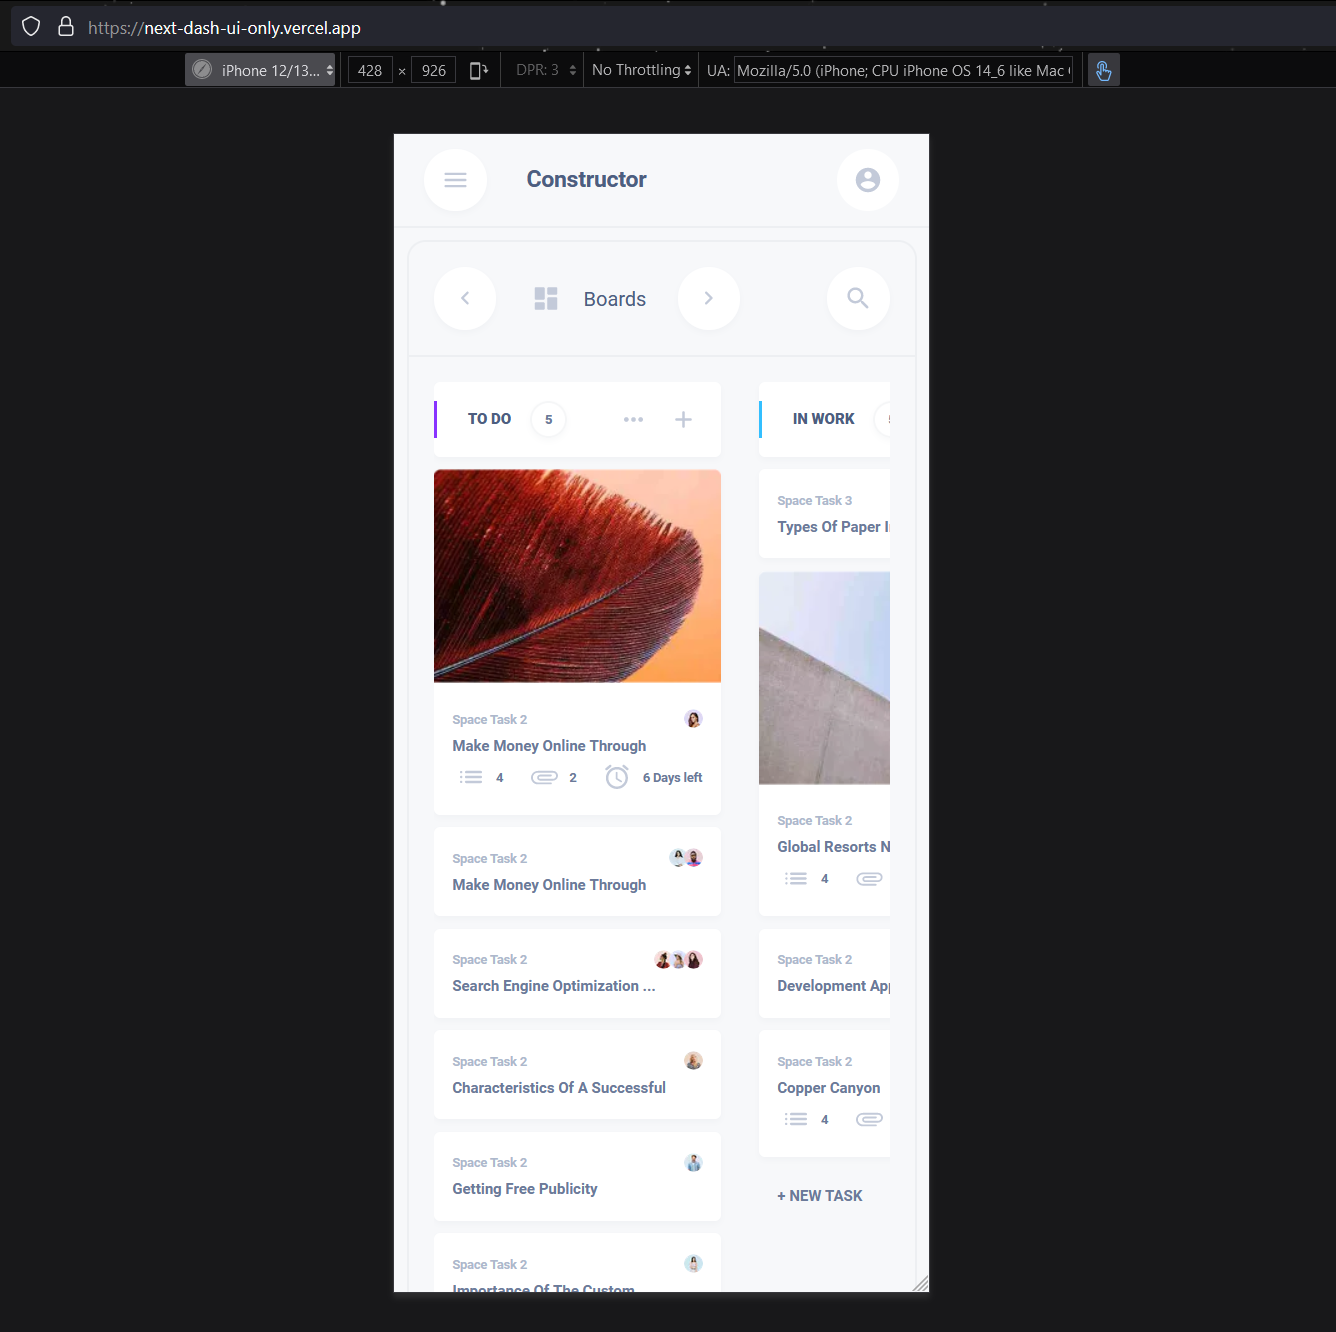 https://next-dash-ui-only.vercel.app
iPhone 12/13... 428 × 926 DPR: 3 No Throttling UA: Mozilla/5.0 (iPhone; CPU iPhone OS 14_6 like Mac
Constructor
Boards
TO DO 5
Space Task 2
Make Money Online Through
4 2 6 Days left
Space Task 2
Make Money Online Through
Space Task 2
Search Engine Optimization ...
Space Task 2
Characteristics Of A Successful
Space Task 2
Getting Free Publicity
Space Task 2
Importance Of The Custom
IN WORK
Space Task 3
Types Of Paper
Space Task 2
Global Resorts N
4
Space Task 2
Development App
Space Task 2
Copper Canyon
4
+ NEW TASK